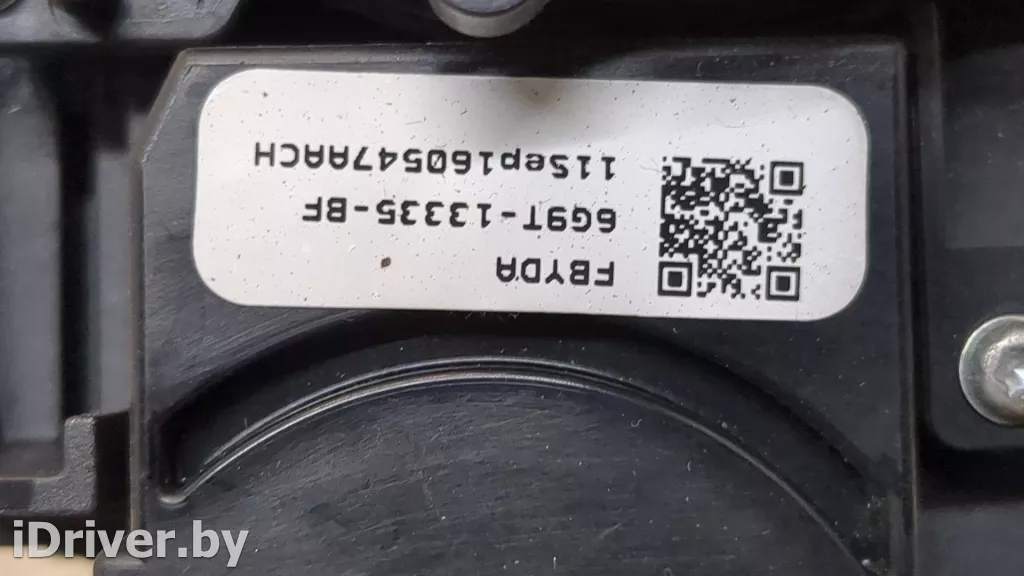 FBYDA
6G9T-13335-BF
11Sep160547AACH
iDriver.by